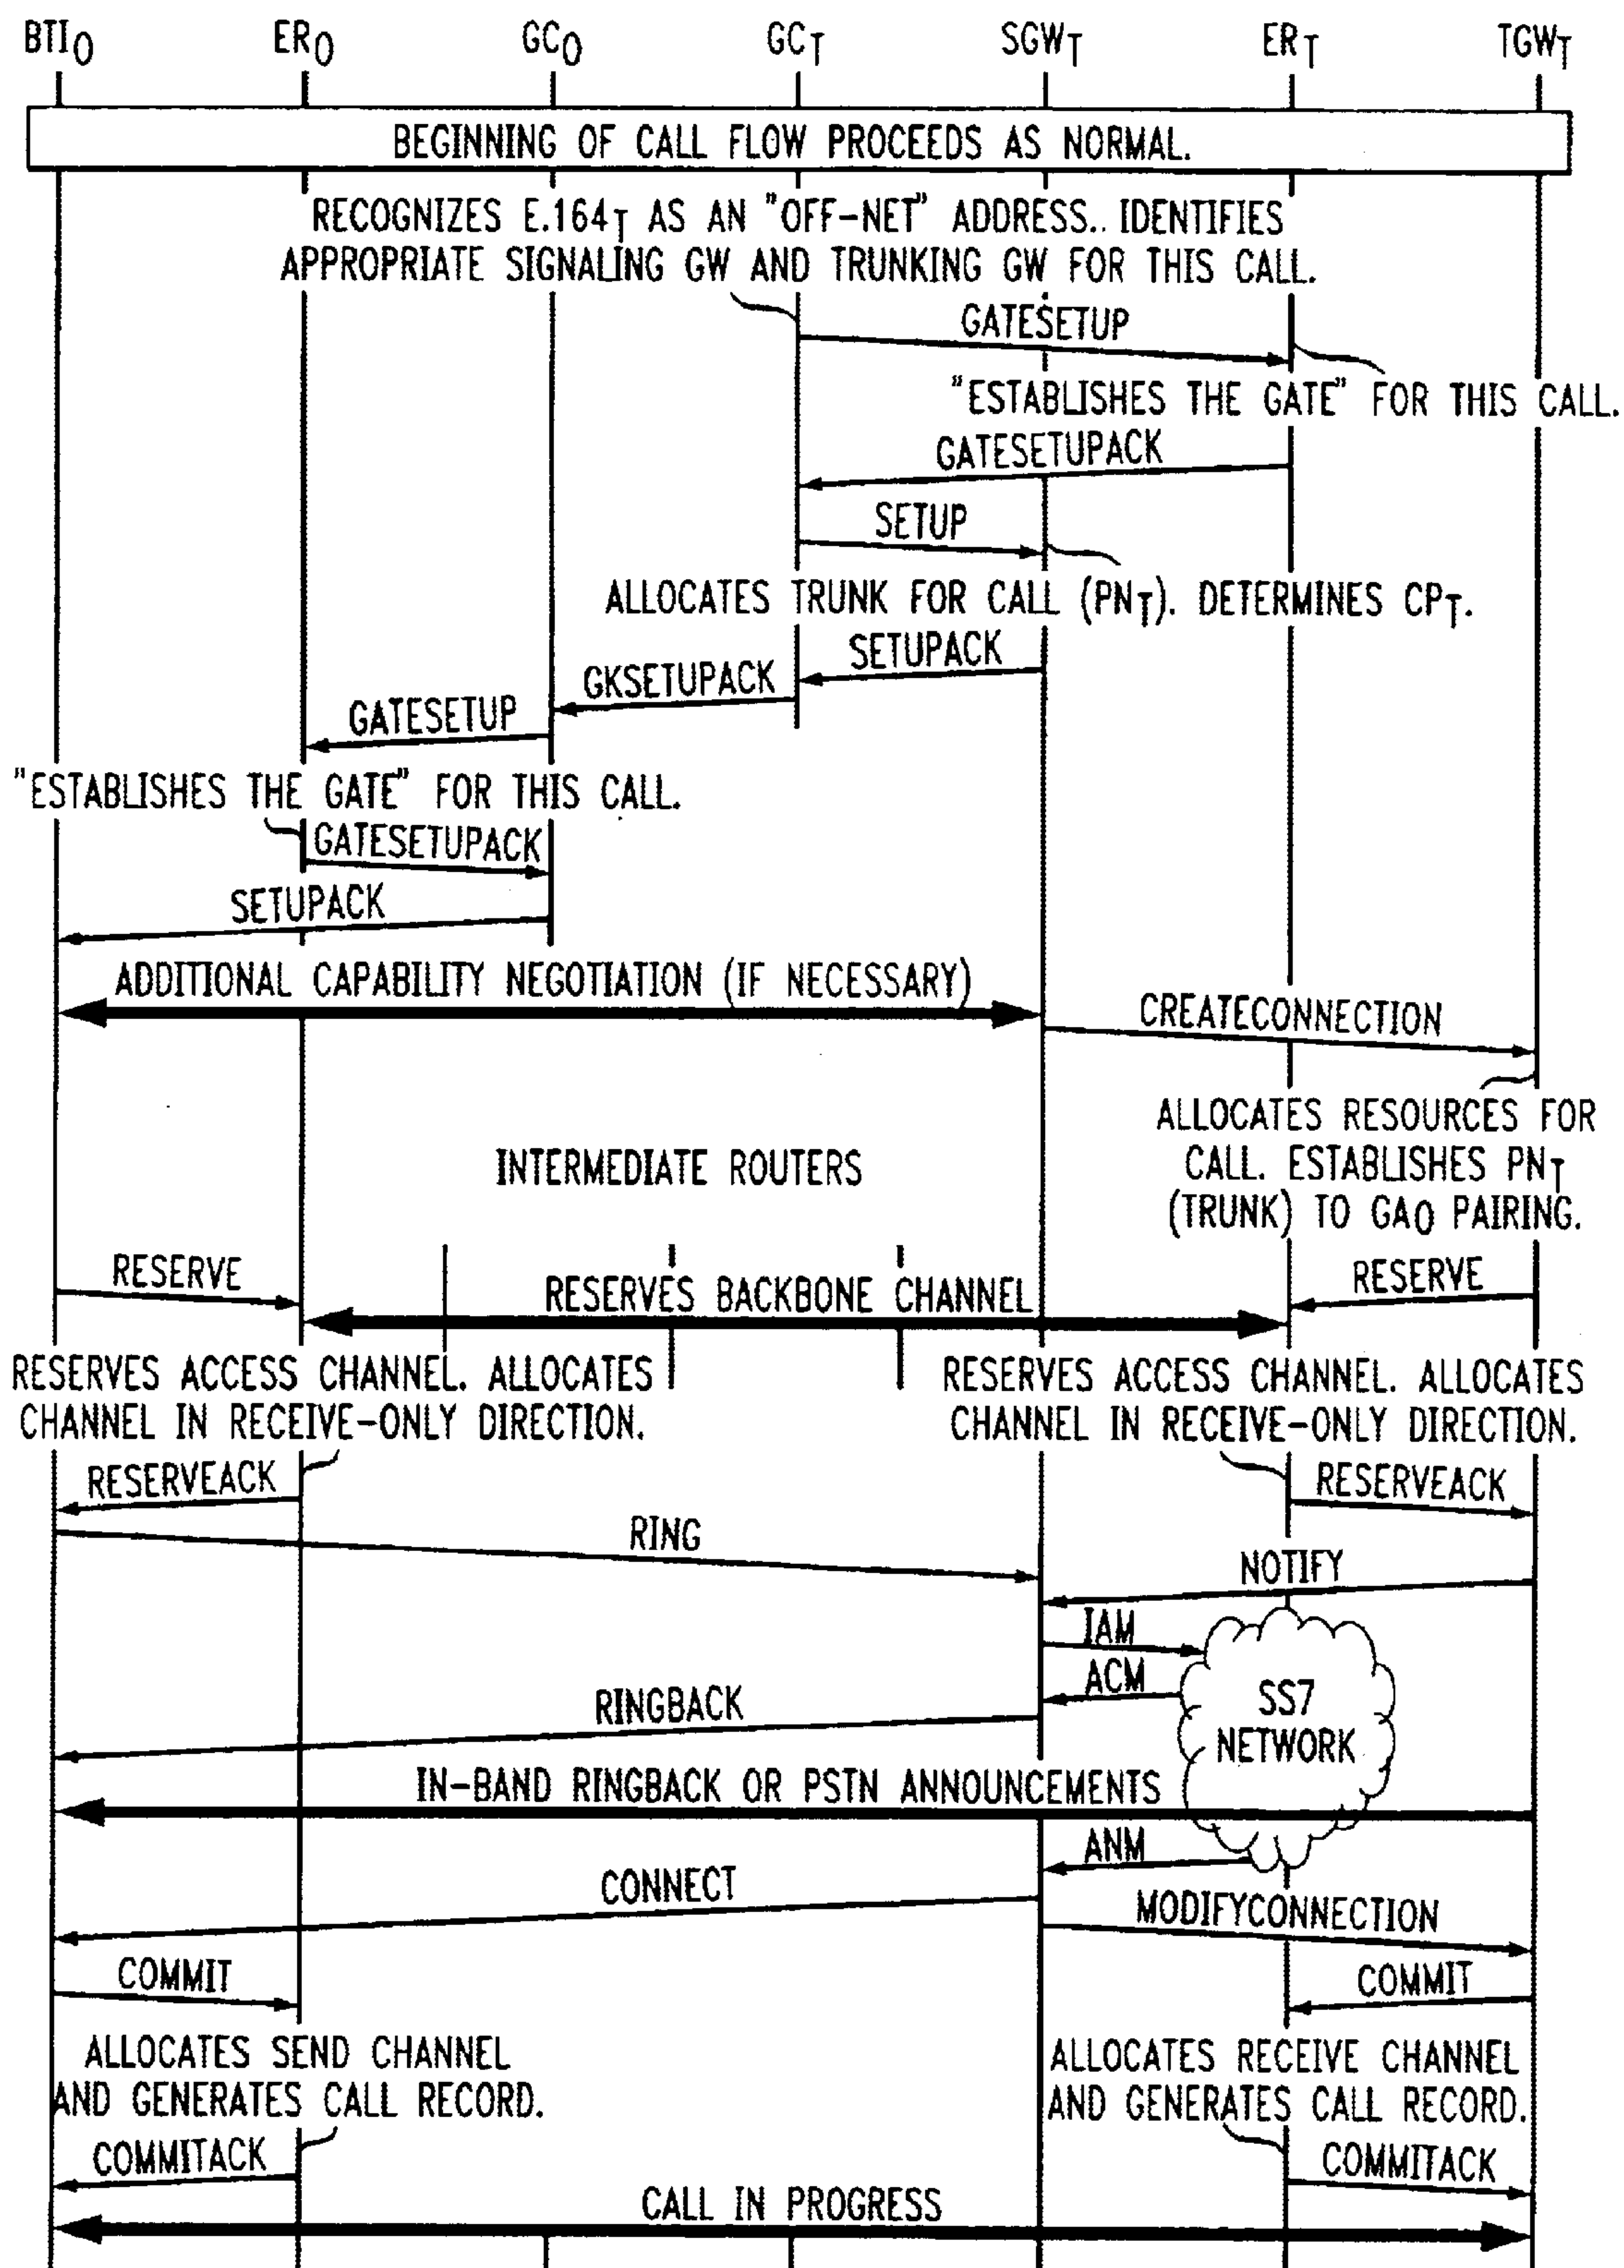 BTIO ERO GCO GCT SGWT ERT TGWT
BEGINNING OF CALL FLOW PROCEEDS AS NORMAL.
RECOGNIZES E.164T AS AN "OFF-NET" ADDRESS.. IDENTIFIES
APPROPRIATE SIGNALING GW AND TRUNKING GW FOR THIS CALL.
GATESETUP
"ESTABLISHES THE GATE" FOR THIS CALL.
GATESETUPACK
SETUP
ALLOCATES TRUNK FOR CALL (PNT). DETERMINES CPT.
SETUPACK
GKSETUPACK
GATESETUP
"ESTABLISHES THE GATE" FOR THIS CALL.
GATESETUPACK
SETUPACK
ADDITIONAL CAPABILITY NEGOTIATION (IF NECESSARY)
CREATECONNECTION
ALLOCATES RESOURCES FOR
CALL. ESTABLISHES PNT
(TRUNK) TO GAO PAIRING.
INTERMEDIATE ROUTERS
RESERVE
RESERVES BACKBONE CHANNEL
RESERVE
RESERVES ACCESS CHANNEL. ALLOCATES
CHANNEL IN RECEIVE-ONLY DIRECTION.
RESERVES ACCESS CHANNEL. ALLOCATES
CHANNEL IN RECEIVE-ONLY DIRECTION.
RESERVEACK
RESERVEACK
RING
NOTIFY
IAM
ACM
SS7
NETWORK
RINGBACK
IN-BAND RINGBACK OR PSTN ANNOUNCEMENTS
ANM
CONNECT
MODIFYCONNECTION
COMMIT
COMMIT
ALLOCATES SEND CHANNEL
AND GENERATES CALL RECORD.
ALLOCATES RECEIVE CHANNEL
AND GENERATES CALL RECORD.
COMMITACK
COMMITACK
CALL IN PROGRESS